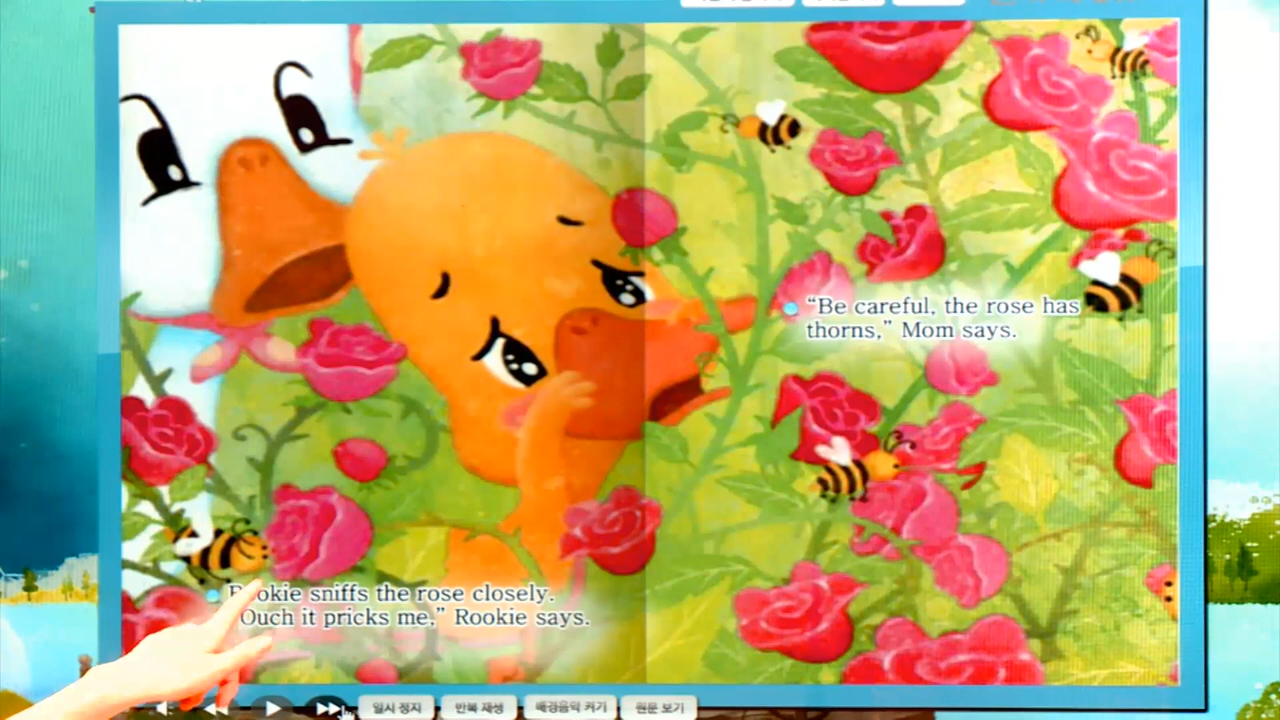 Rookie sniffs the rose closely.
Ouch it pricks me," Rookie says.
"Be careful, the rose has
thorns," Mom says.
일시 정지
반복 재생
배경음악 켜기
원문 보기